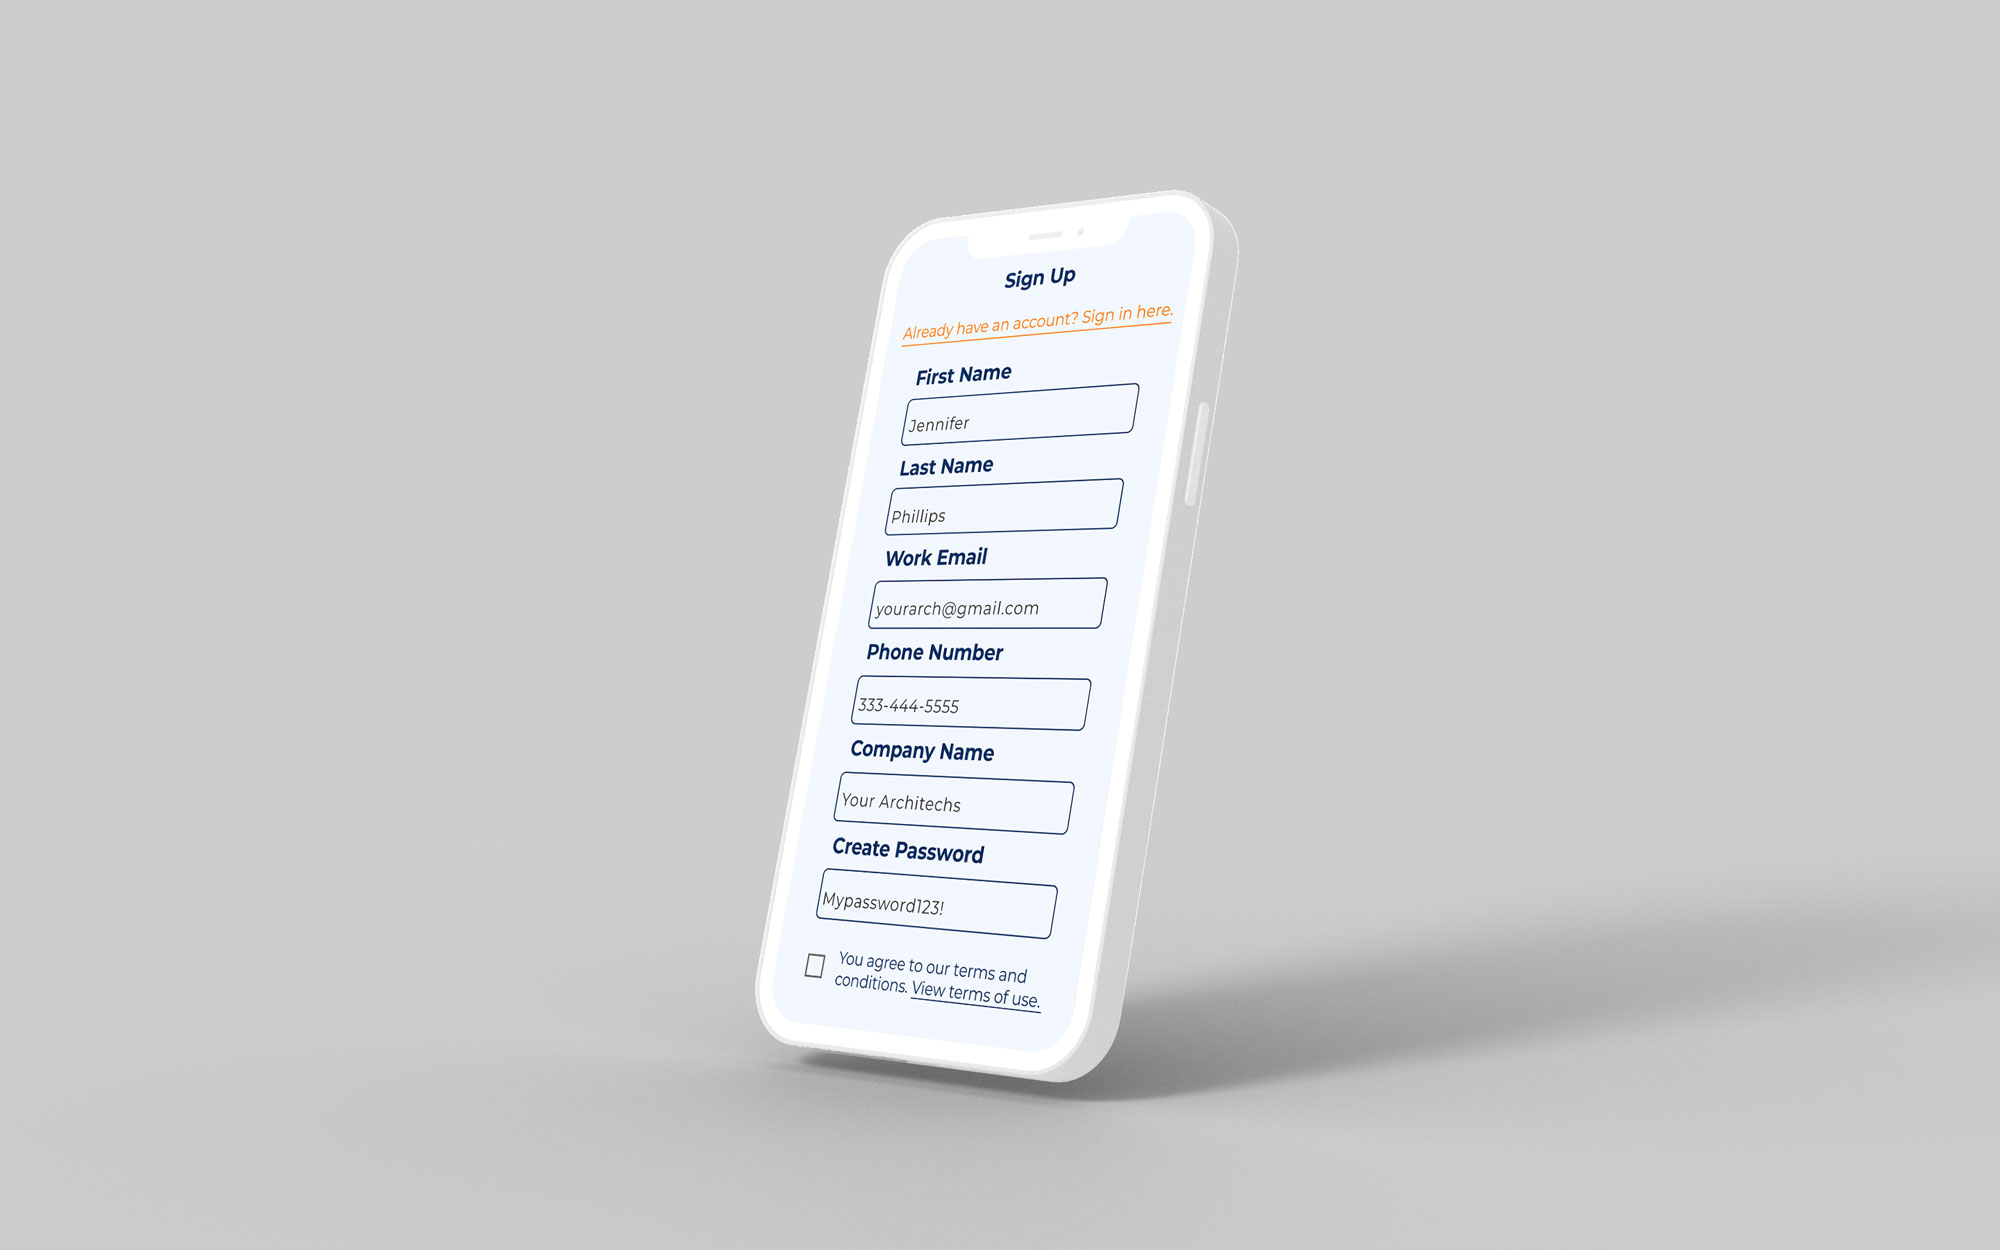 Sign Up
Already have an account? Sign in here.
First Name
Jennifer
Last Name
Phillips
Work Email
yourarch@gmail.com
Phone Number
333-444-5555
Company Name
Your Architechs
Create Password
Mypassword123!
You agree to our terms and
conditions. View terms of use.